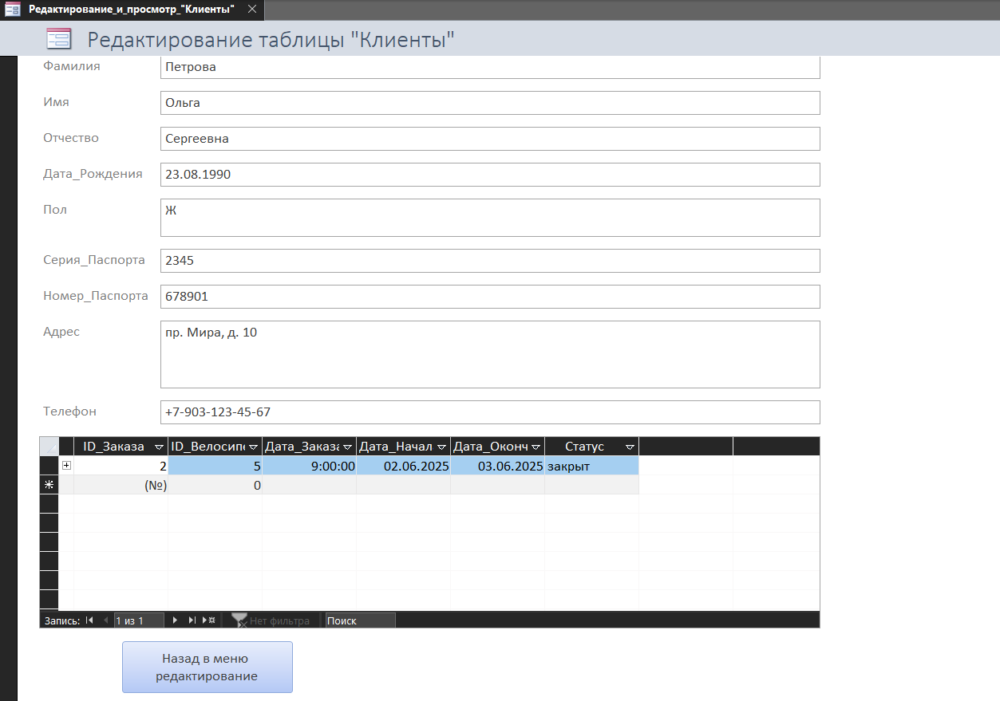 Редактирование_и_просмотр_"Клиенты"
Редактирование таблицы "Клиенты"
Фамилия Петрова
Имя Ольга
Отчество Сергеевна
Дата_Рождения 23.08.1990
Пол Ж
Серия_Паспорта 2345
Номер_Паспорта 678901
Адрес пр. Мира, д. 10
Телефон +7-903-123-45-67
ID_Заказа ID_Велосипе Дата_Заказа Дата_Начал Дата_Оконч Статус
2 5 9:00:00 02.06.2025 03.06.2025 закрыт
(№) 0
Запись: 1 из 1 Нет фильтра Поиск
Назад в меню
редактирование